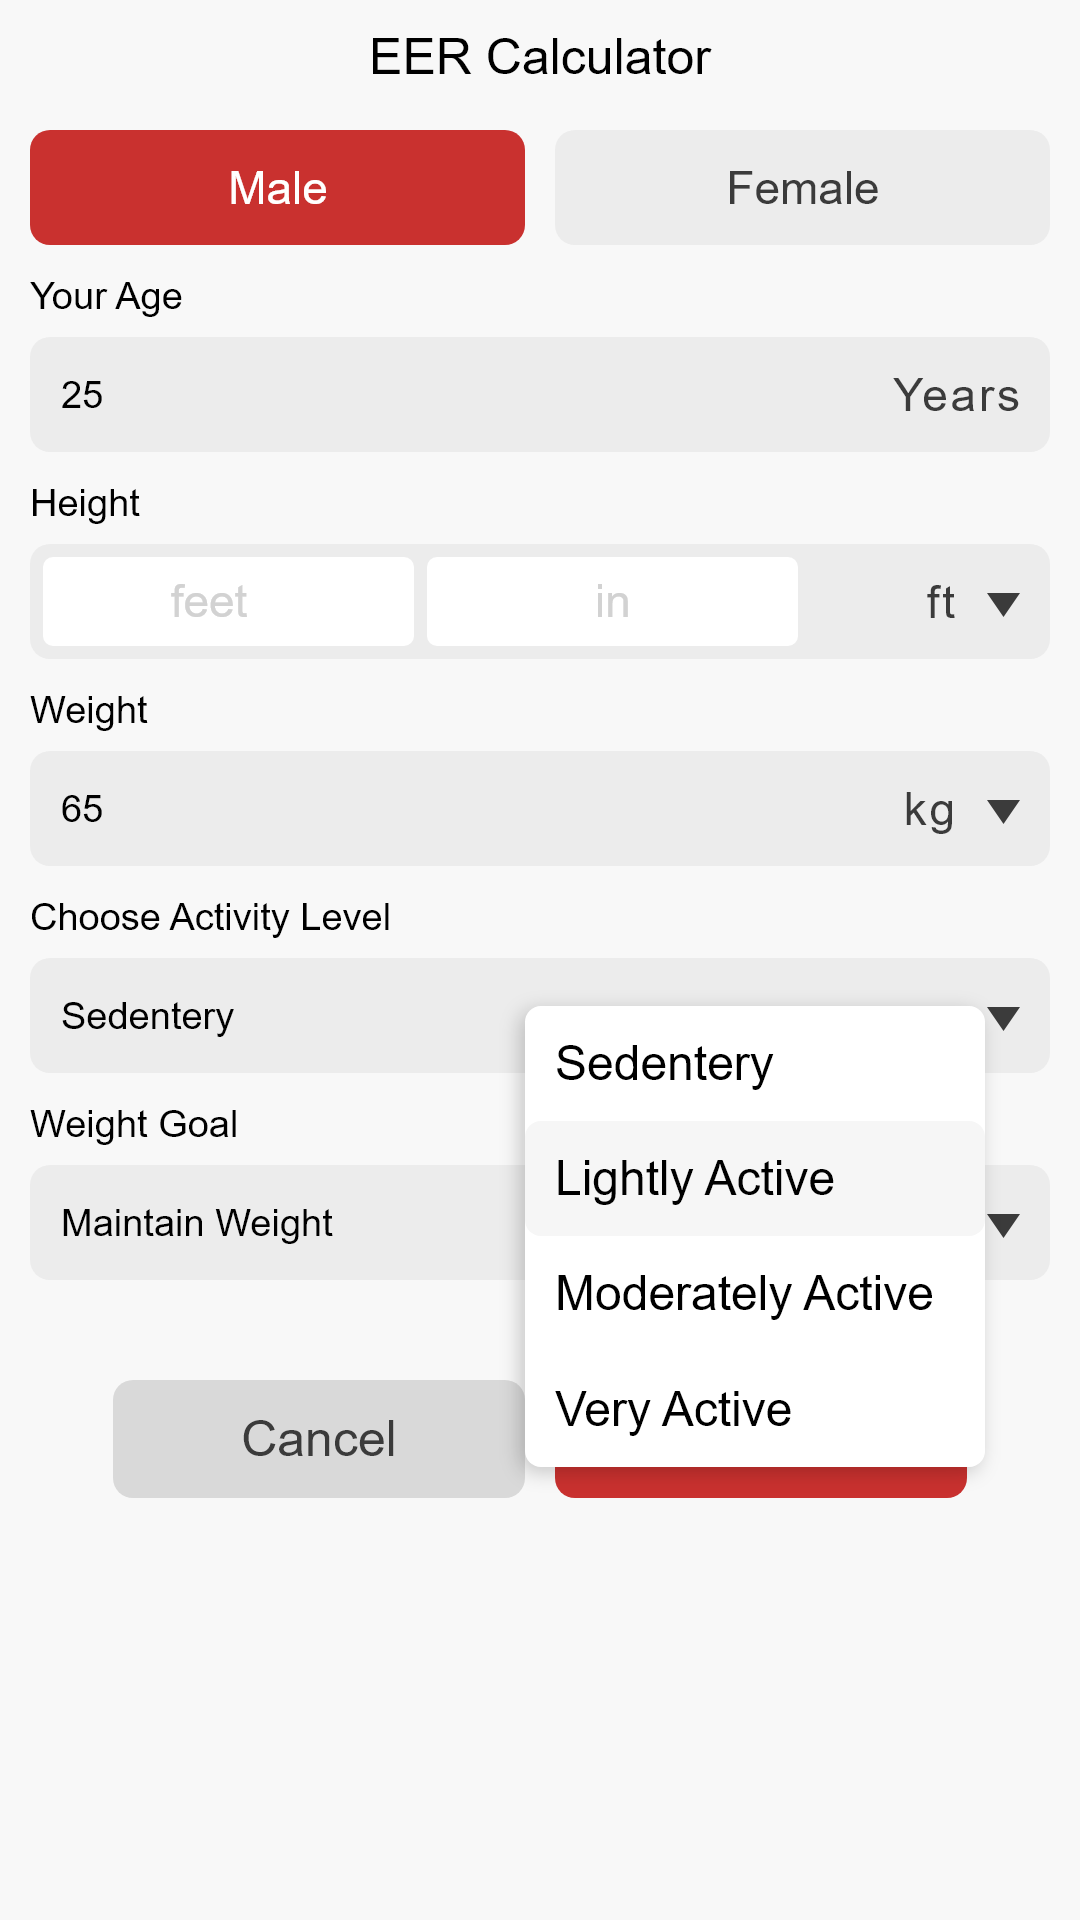 EER Calculator
Male
Female
Your Age
25
Years
Height
feet
in
ft
Weight
65
kg
Choose Activity Level
Sedentery
Sedentery
Lightly Active
Moderately Active
Very Active
Weight Goal
Maintain Weight
Cancel